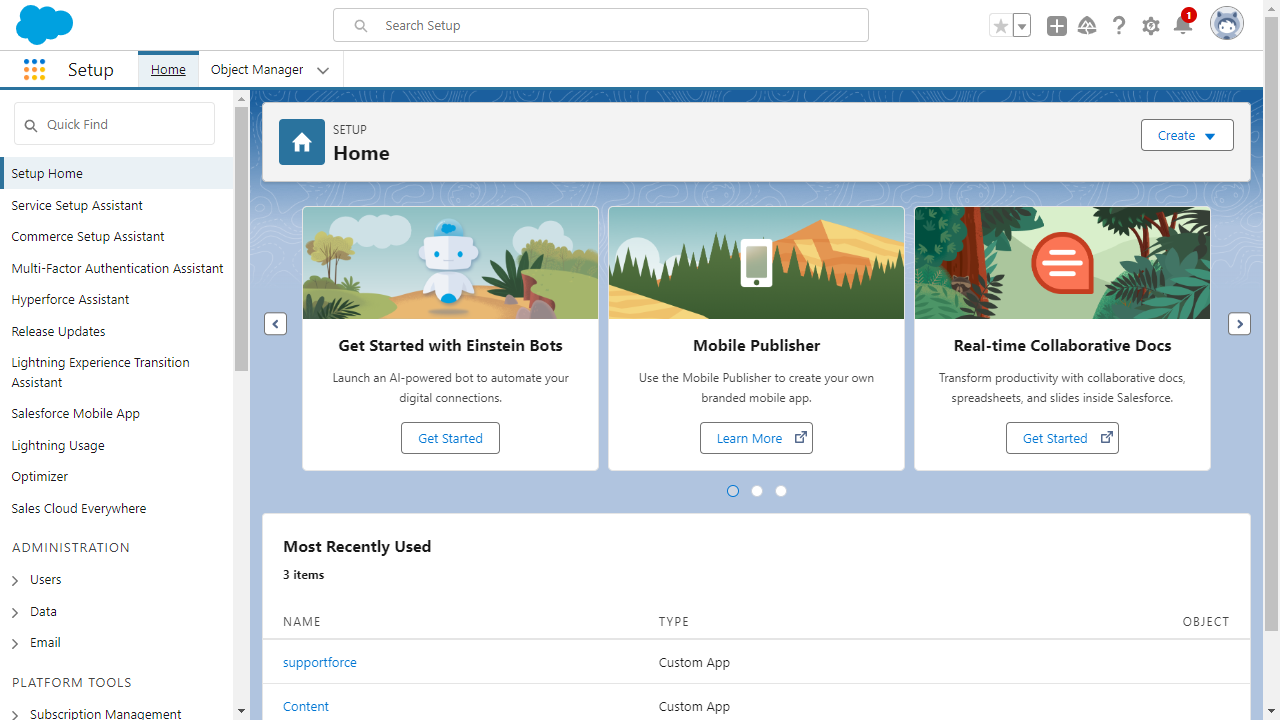 Search Setup
1
Setup
Home
Object Manager
Quick Find
Setup Home
Service Setup Assistant
Commerce Setup Assistant
Multi-Factor Authentication Assistant
Hyperforce Assistant
Release Updates
Lightning Experience Transition
Assistant
Salesforce Mobile App
Lightning Usage
Optimizer
Sales Cloud Everywhere
ADMINISTRATION
Users
Data
Email
PLATFORM TOOLS
Subscription Management
SETUP
Home
Create
Get Started with Einstein Bots
Launch an AI-powered bot to automate your
digital connections.
Get Started
Mobile Publisher
Use the Mobile Publisher to create your own
branded mobile app.
Learn More
Real-time Collaborative Docs
Transform productivity with collaborative docs,
spreadsheets, and slides inside Salesforce.
Get Started
Most Recently Used
3 items
NAME TYPE OBJECT
supportforce Custom App
Content Custom App